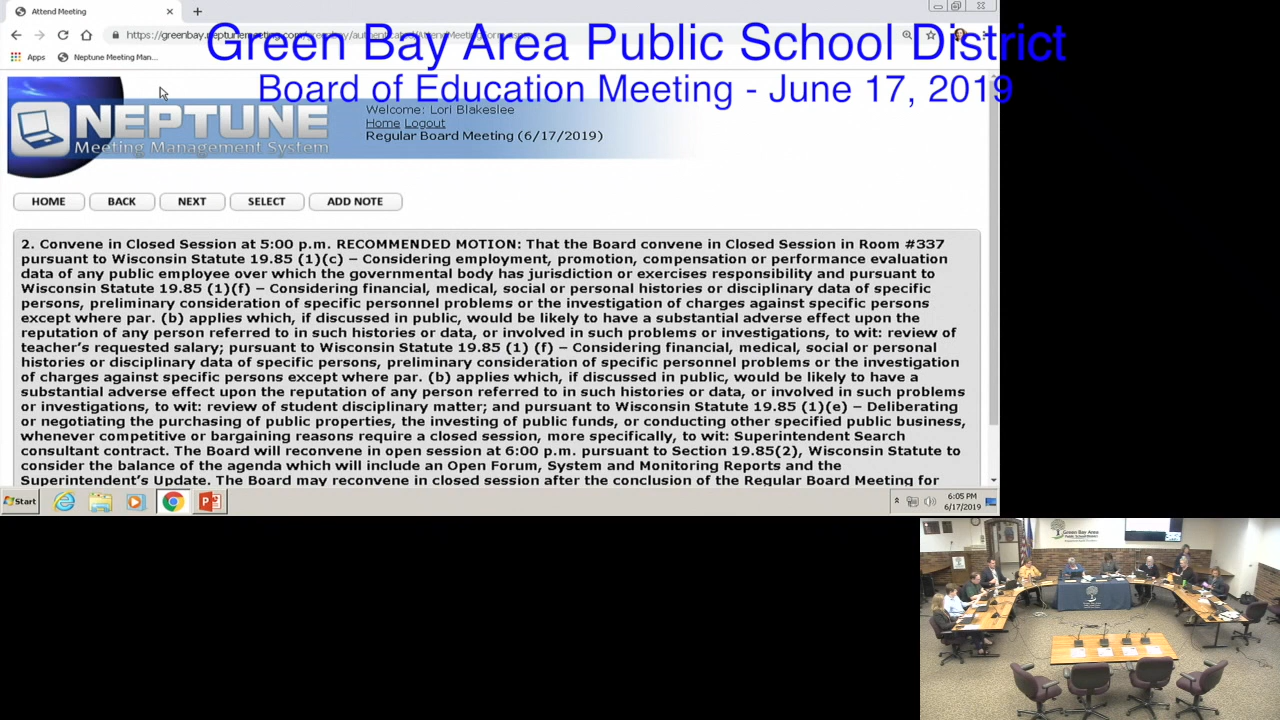 Attend Meeting
Green Bay Area Public School District
Apps
Neptune Meeting Man...
Board of Education Meeting - June 17, 2019
NEPTUNE
Meeting Management System
Welcome: Lori Blakeslee
Home Logout
Regular Board Meeting (6/17/2019)
HOME BACK NEXT SELECT ADD NOTE
2. Convene in Closed Session at 5:00 p.m. RECOMMENDED MOTION: That the Board convene in Closed Session in Room #337
pursuant to Wisconsin Statute 19.85 (1)(c) – Considering employment, promotion, compensation or performance evaluation
data of any public employee over which the governmental body has jurisdiction or exercises responsibility and pursuant to
Wisconsin Statute 19.85 (1)(f) – Considering financial, medical, social or personal histories or disciplinary data of specific
persons, preliminary consideration of specific personnel problems or the investigation of charges against specific persons
except where par. (b) applies which, if discussed in public, would be likely to have a substantial adverse effect upon the
reputation of any person referred to in such histories or data, or involved in such problems or investigations, to wit: review of
teacher's requested salary; pursuant to Wisconsin Statute 19.85 (1) (f) – Considering financial, medical, social or personal
histories or disciplinary data of specific persons, preliminary consideration of specific personnel problems or the investigation
of charges against specific persons except where par. (b) applies which, if discussed in public, would be likely to have a
substantial adverse effect upon the reputation of any person referred to in such histories or data, or involved in such problems
or investigations, to wit: review of student disciplinary matter; and pursuant to Wisconsin Statute 19.85 (1)(e) – Deliberating
or negotiating the purchasing of public properties, the investing of public funds, or conducting other specified public business,
whenever competitive or bargaining reasons require a closed session, more specifically, to wit: Superintendent Search
consultant contract. The Board will reconvene in open session at 6:00 p.m. pursuant to Section 19.85(2), Wisconsin Statute to
consider the balance of the agenda which will include an Open Forum, System and Monitoring Reports and the
Superintendent's Update. The Board may reconvene in closed session after the conclusion of the Regular Board Meeting for
Start
6:05 PM
6/17/2019
Green Bay Area
Public School District